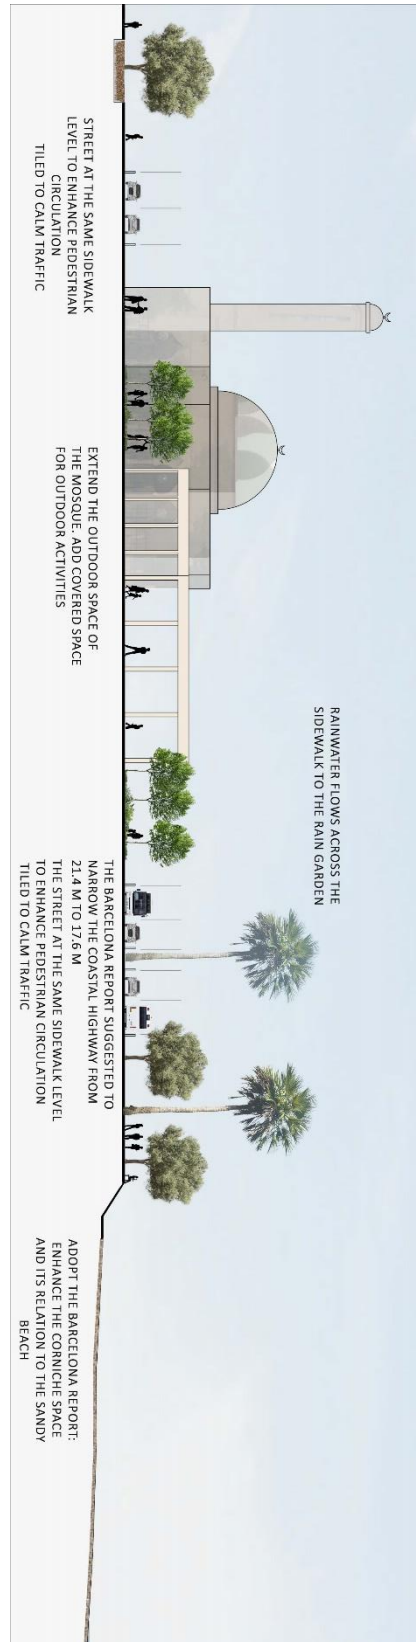 RAINWATER FLOWS ACROSS THE
SIDEWALK TO THE RAIN GARDEN
STREET AT THE SAME SIDEWALK
LEVEL TO ENHANCE PEDESTRIAN
CIRCULATION
TILED TO CALM TRAFFIC
EXTEND THE OUTDOOR SPACE OF
THE MOSQUE. ADD COVERED SPACE
FOR OUTDOOR ACTIVITIES
THE BARCELONA REPORT SUGGESTED TO
NARROW THE COASTAL HIGHWAY FROM
21.4 M TO 17.6 M
THE STREET AT THE SAME SIDEWALK LEVEL
TO ENHANCE PEDESTRIAN CIRCULATION
TILED TO CALM TRAFFIC
ADOPT THE BARCELONA REPORT:
ENHANCE THE CORNICHE SPACE
AND ITS RELATION TO THE SANDY
BEACH